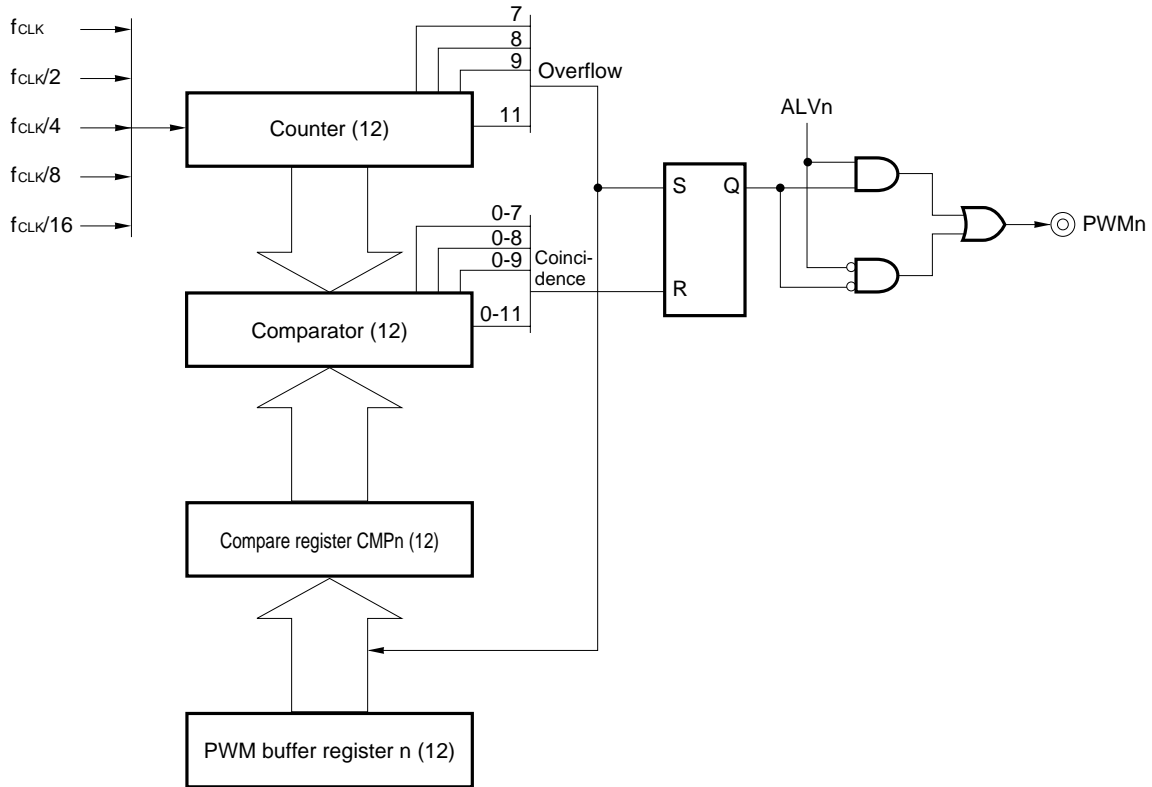 fCLK
fCLK/2
fCLK/4
fCLK/8
fCLK/16
Counter (12)
7
8
9
11
Overflow
Comparator (12)
0-7
0-8
0-9
0-11
Coinci-
dence
S
Q
R
ALVn
PWMn
Compare register CMPn (12)
PWM buffer register n (12)